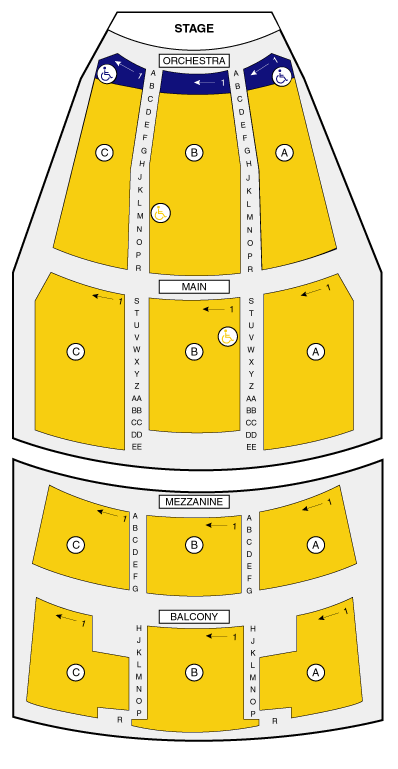 STAGE
ORCHESTRA
1 1 1
A A
B B
C C
D D
E E
F F
G G
C B A
H H
J J
K K
L L
M M
N N
O O
P P
R R
MAIN
1 1 1
S S
T T
U U
V V
C B A
W W
X X
Y Y
Z Z
AA AA
BB BB
CC CC
DD DD
EE EE
MEZZANINE
1 1 1
A A
B B
C C
C B A
D D
E E
F F
G G
BALCONY
1 1 1
H H
J J
K K
L L
C B A
M M
N N
O O
P P
R R